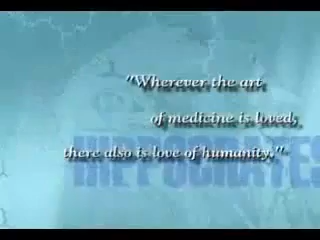 "Wherever the art
of medicine is loved,
there also is love of humanity."
HIPPOCRATES